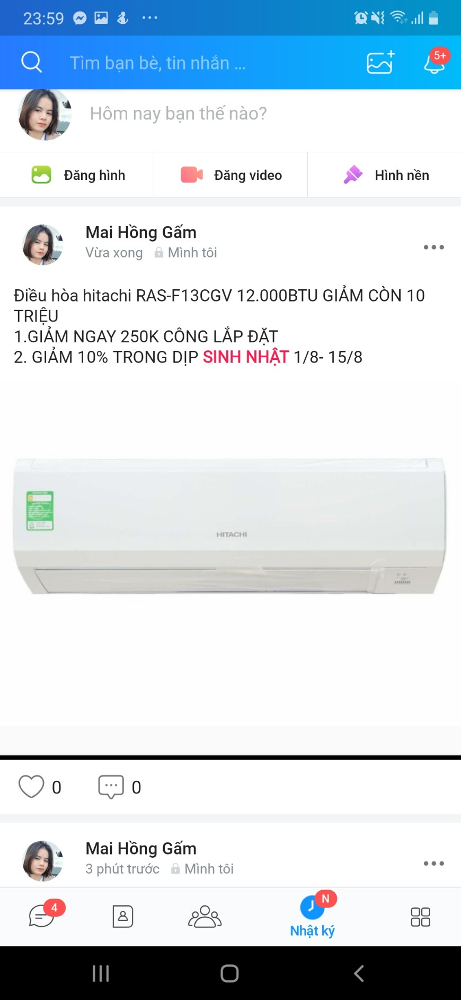 23:59
Tìm bạn bè, tin nhắn ...
5+
Hôm nay bạn thế nào?
Đăng hình
Đăng video
Hình nền
Mai Hồng Gấm
Vừa xong Mình tôi
Điều hòa hitachi RAS-F13CGV 12.000BTU GIẢM CÒN 10
TRIỆU
1.GIẢM NGAY 250K CÔNG LẮP ĐẶT
2. GIẢM 10% TRONG DỊP SINH NHẬT 1/8- 15/8
HITACHI
0
0
Mai Hồng Gấm
3 phút trước Mình tôi
4
N
Nhật ký